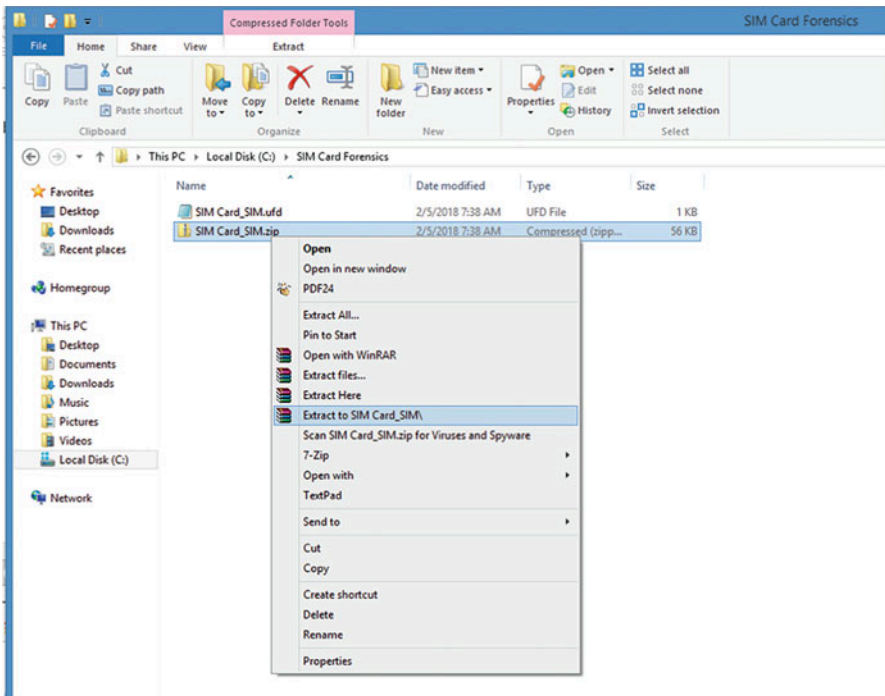 Compressed Folder Tools
SIM Card Forensics
File Home Share View Extract
Copy
Paste
Cut
Copy path
Paste shortcut
Clipboard
Move to
Copy to
Delete
Rename
Organize
New folder
New item
Easy access
New
Properties
Open
Edit
History
Open
Select all
Select none
Invert selection
Select
This PC Local Disk (C:) SIM Card Forensics
Favorites
Desktop
Downloads
Recent places
Homegroup
This PC
Desktop
Documents
Downloads
Music
Pictures
Videos
Local Disk (C:)
Network
Name Date modified Type Size
SIM Card_SIM.ufd 2/5/2018 7:38 AM UFD File 1 KB
SIM Card_SIM.zip 2/5/2018 7:38 AM Compressed (zipp... 56 KB
Open
Open in new window
PDF24
Extract All...
Pin to Start
Open with WinRAR
Extract files...
Extract Here
Extract to SIM Card_SIM\
Scan SIM Card_SIM.zip for Viruses and Spyware
7-Zip
Open with
TextPad
Send to
Cut
Copy
Create shortcut
Delete
Rename
Properties